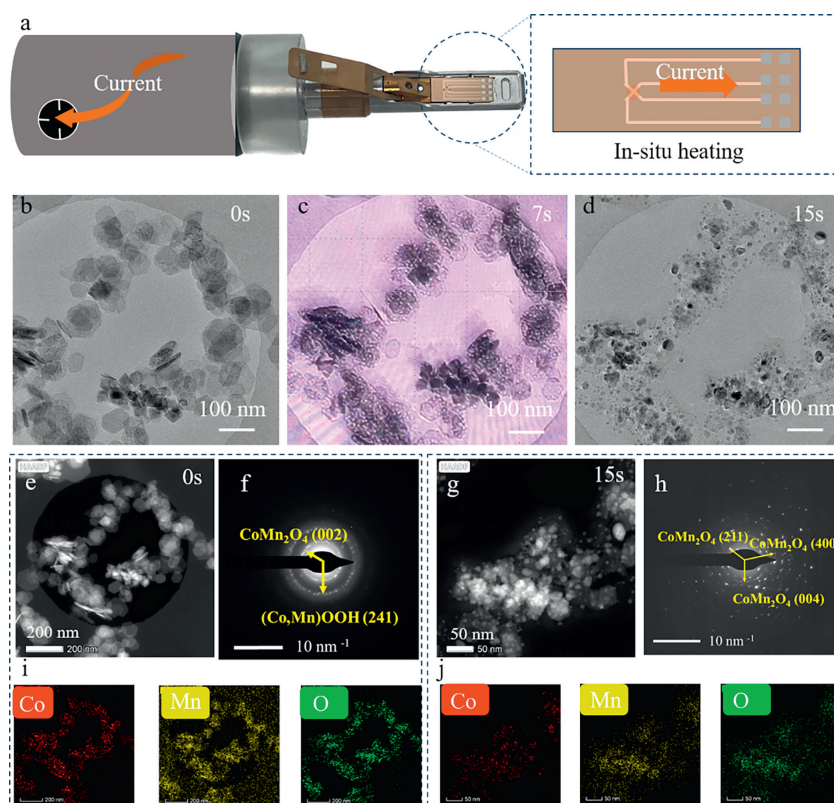 a
Current
Current
In-situ heating
b
0s
100 nm
c
7s
100 nm
d
15s
100 nm
HAADF
e
0s
200 nm
200 nm
f
CoMn₂O₄ (002)
(Co,Mn)OOH (241)
10 nm ⁻¹
HAADF
g
15s
50 nm
50 nm
h
CoMn₂O₄ (211)
CoMn₂O₄ (400)
CoMn₂O₄ (004)
10 nm ⁻¹
i
Co
200 nm
Mn
200 nm
O
200 nm
j
Co
50 nm
Mn
50 nm
O
50 nm